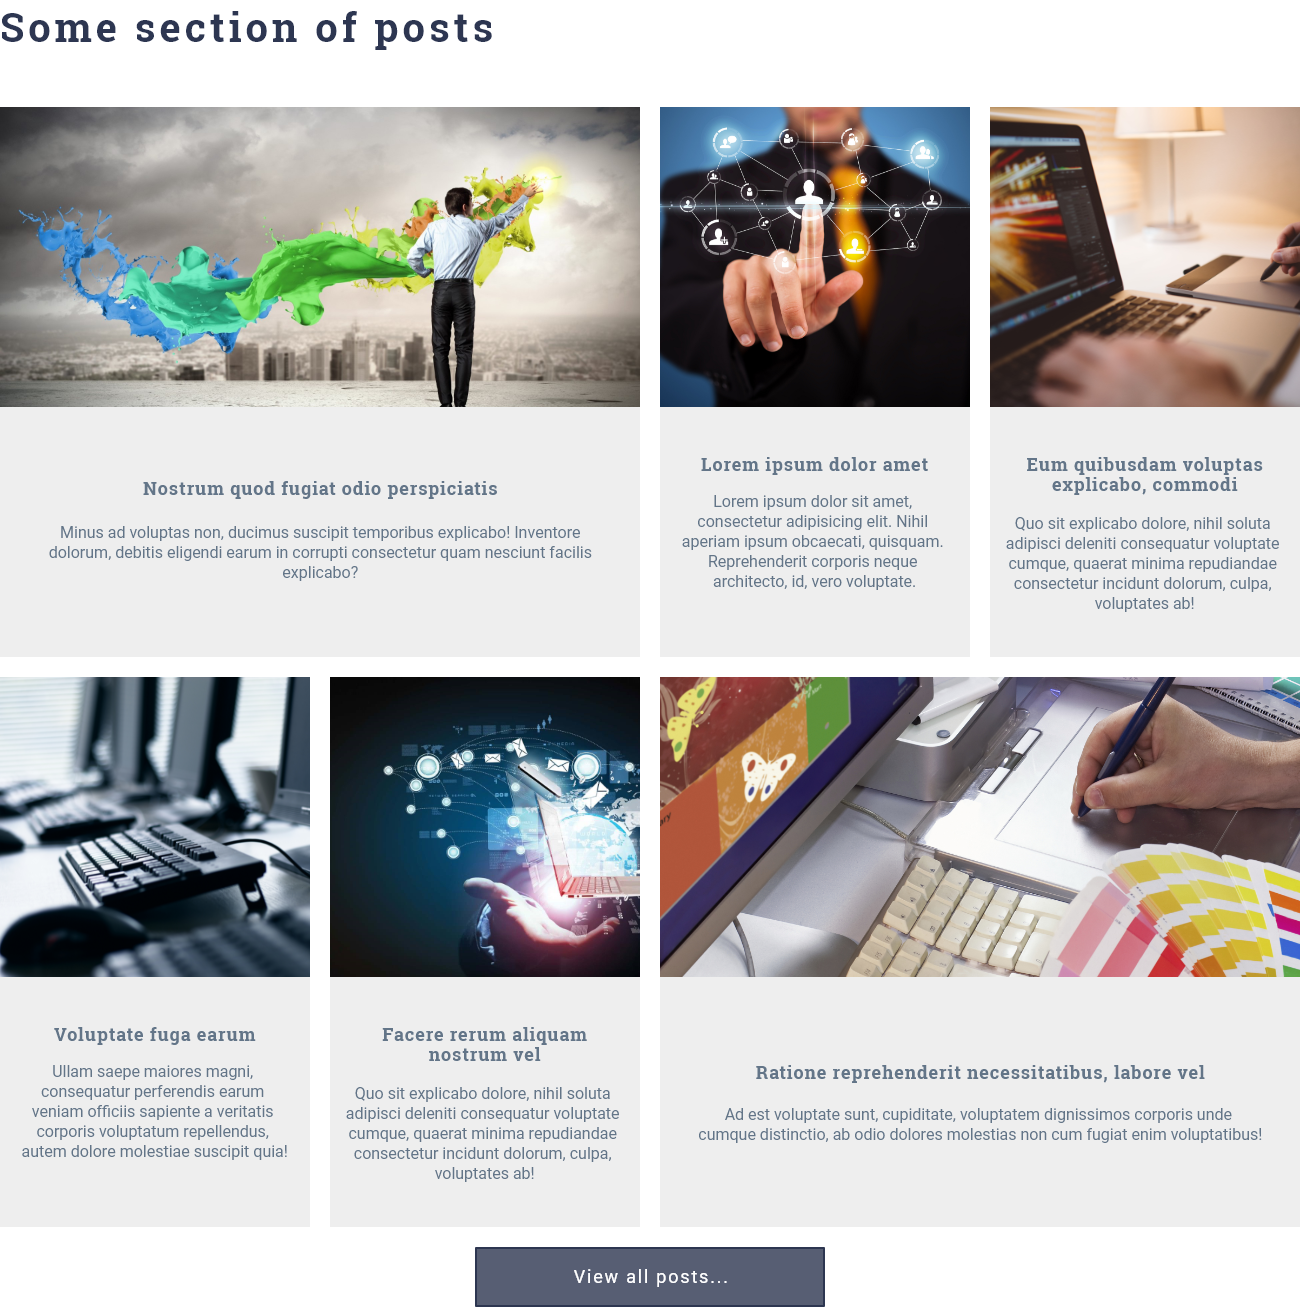 Some section of posts
Nostrum quod fugiat odio perspiciatis
Minus ad voluptas non, ducimus suscipit temporibus explicabo! Inventore
dolorum, debitis eligendi earum in corrupti consectetur quam nesciunt facilis
explicabo?
Lorem ipsum dolor amet
Lorem ipsum dolor sit amet,
consectetur adipisicing elit. Nihil
aperiam ipsum obcaecati, quisquam.
Reprehenderit corporis neque
architecto, id, vero voluptate.
Eum quibusdam voluptas
explicabo, commodi
Quo sit explicabo dolore, nihil soluta
adipisci deleniti consequatur voluptate
cumque, quaerat minima repudiandae
consectetur incidunt dolorum, culpa,
voluptates ab!
Voluptate fuga earum
Ullam saepe maiores magni,
consequatur perferendis earum
veniam officiis sapiente a veritatis
corporis voluptatum repellendus,
autem dolore molestiae suscipit quia!
Facere rerum aliquam
nostrum vel
Quo sit explicabo dolore, nihil soluta
adipisci deleniti consequatur voluptate
cumque, quaerat minima repudiandae
consectetur incidunt dolorum, culpa,
voluptates ab!
Ratione reprehenderit necessitatibus, labore vel
Ad est voluptate sunt, cupiditate, voluptatem dignissimos corporis unde
cumque distinctio, ab odio dolores molestias non cum fugiat enim voluptatibus!
View all posts...